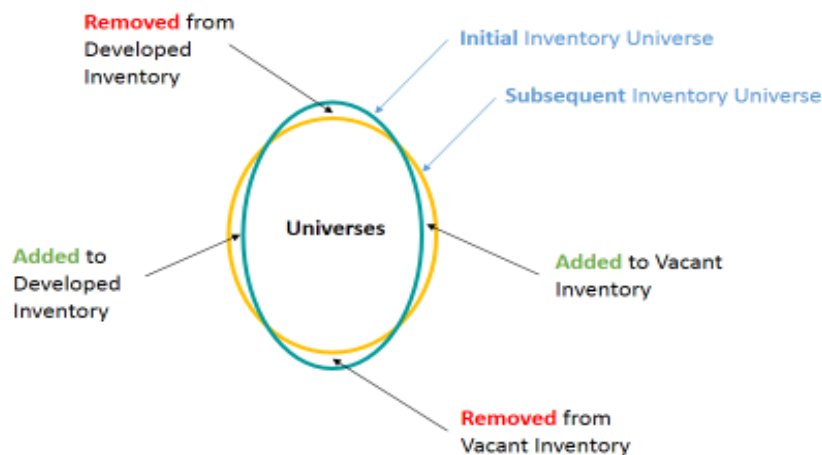 Removed from
Developed
Inventory
Initial Inventory Universe
Subsequent Inventory Universe
Universes
Added to
Developed
Inventory
Added to Vacant
Inventory
Removed from
Vacant Inventory